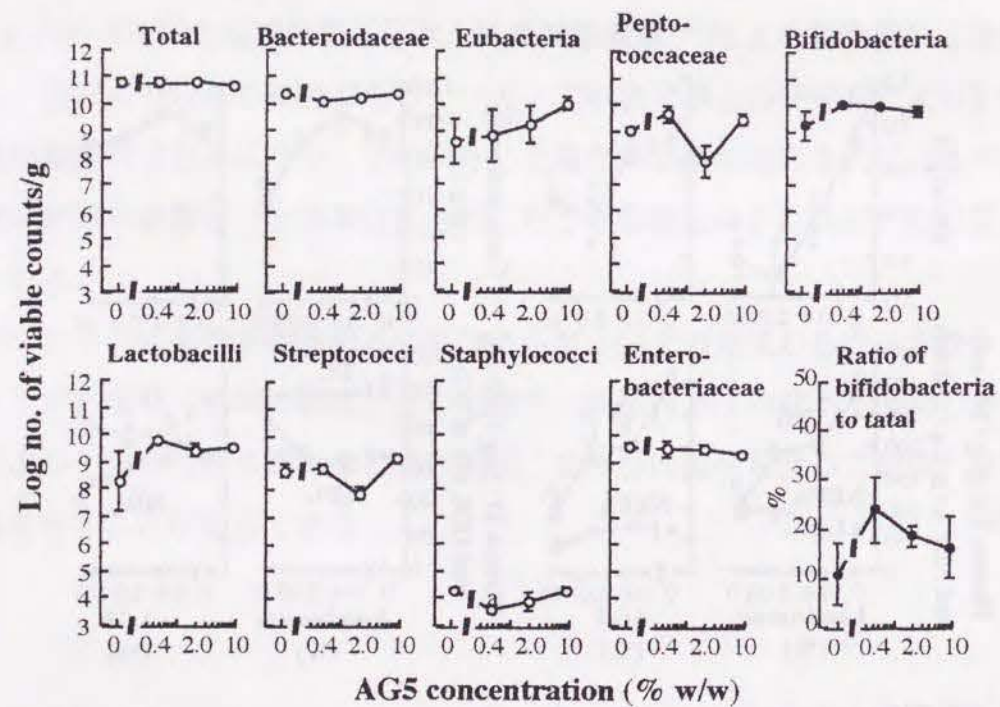 Total
Bacteroidaceae
Eubacteria
Pepto-
coccaceae
Bifidobacteria
12
11
10
9
8
7
6
5
4
3
0 0.4 2.0 10
0 0.4 2.0 10
0 0.4 2.0 10
0 0.4 2.0 10
0 0.4 2.0 10
Log no. of viable counts/g
Lactobacilli
Streptococci
Staphylococci
Entero-
bacteriaceae
Ratio of
bifidobacteria
to tatal
12
11
10
9
8
7
6
5
4
3
a
50
40
30
20
10
0
%
0 0.4 2.0 10
0 0.4 2.0 10
0 0.4 2.0 10
0 0.4 2.0 10
0 0.4 2.0 10
AG5 concentration (% w/w)